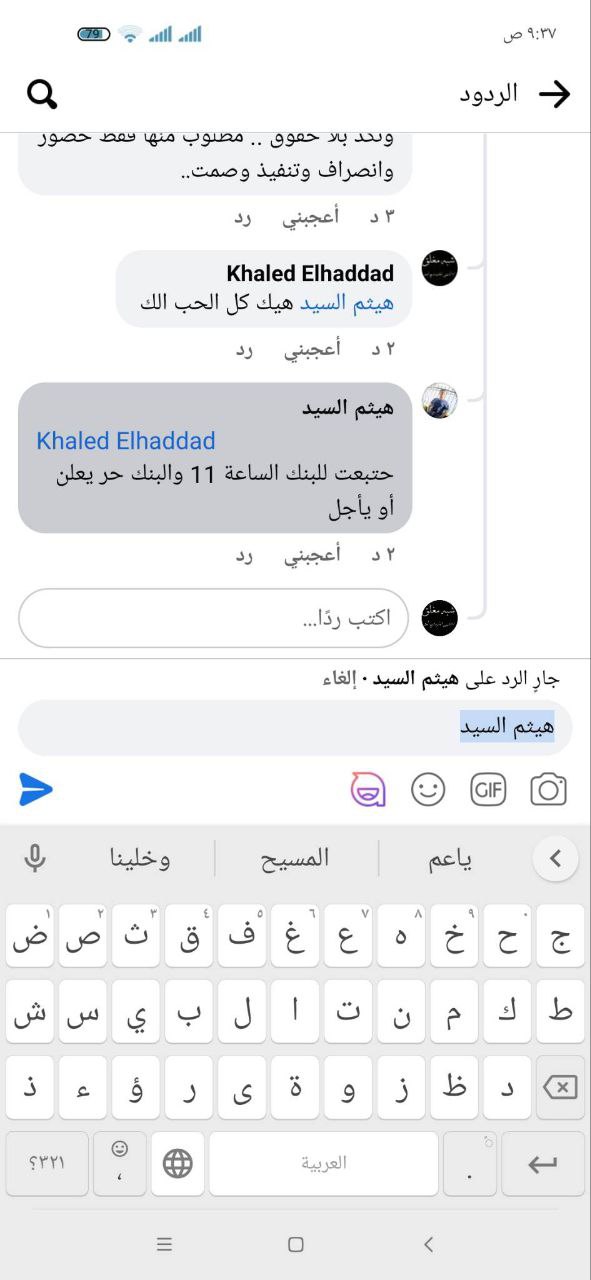 ٩:٣٧ ص
79
الردود
ونكد بلا حقوق .. مطلوب منها فقط حضور
وانصراف وتنفيذ وصمت..
٣ د أعجبني رد
Khaled Elhaddad
هيثم السيد هيك كل الحب الك
٢ د أعجبني رد
هيثم السيد
Khaled Elhaddad
حتبعت للبنك الساعة 11 والبنك حر يعلن
أو يأجل
٢ د أعجبني رد
اكتب ردًا...
جارٍ الرد على هيثم السيد · إلغاء
هيثم السيد
GIF
ياعم المسيح وخلينا
ج ح خ ه ع غ ف ق ث ص ض
٠ ٩ ٨ ٧ ٦ ٥ ٤ ٣ ٢ ١
ط ك م ن ت ا ل ب ي س ش
د ظ ز و ة ى ر ؤ ء ذ
. العربية ، ٣٢١؟